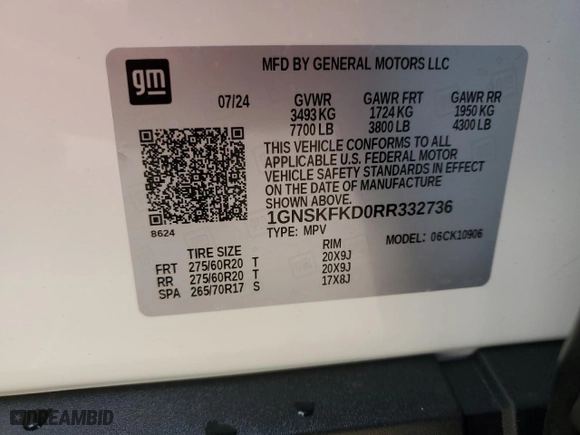 gm
MFD BY GENERAL MOTORS LLC
07/24 GVWR GAWR FRT GAWR RR
3493 KG 1724 KG 1950 KG
7700 LB 3800 LB 4300 LB
THIS VEHICLE CONFORMS TO ALL
APPLICABLE U.S. FEDERAL MOTOR
VEHICLE SAFETY STANDARDS IN EFFECT
ON THE DATE OF MANUFACTURE
SHOWN ABOVE.
1GNSKFKD0RR332736
8624
TYPE: MPV MODEL: 06CK10906
TIRE SIZE RIM
FRT 275/60R20 T 20X9J
RR 275/60R20 T 20X9J
SPA 265/70R17 S 17X8J
DREAMBID